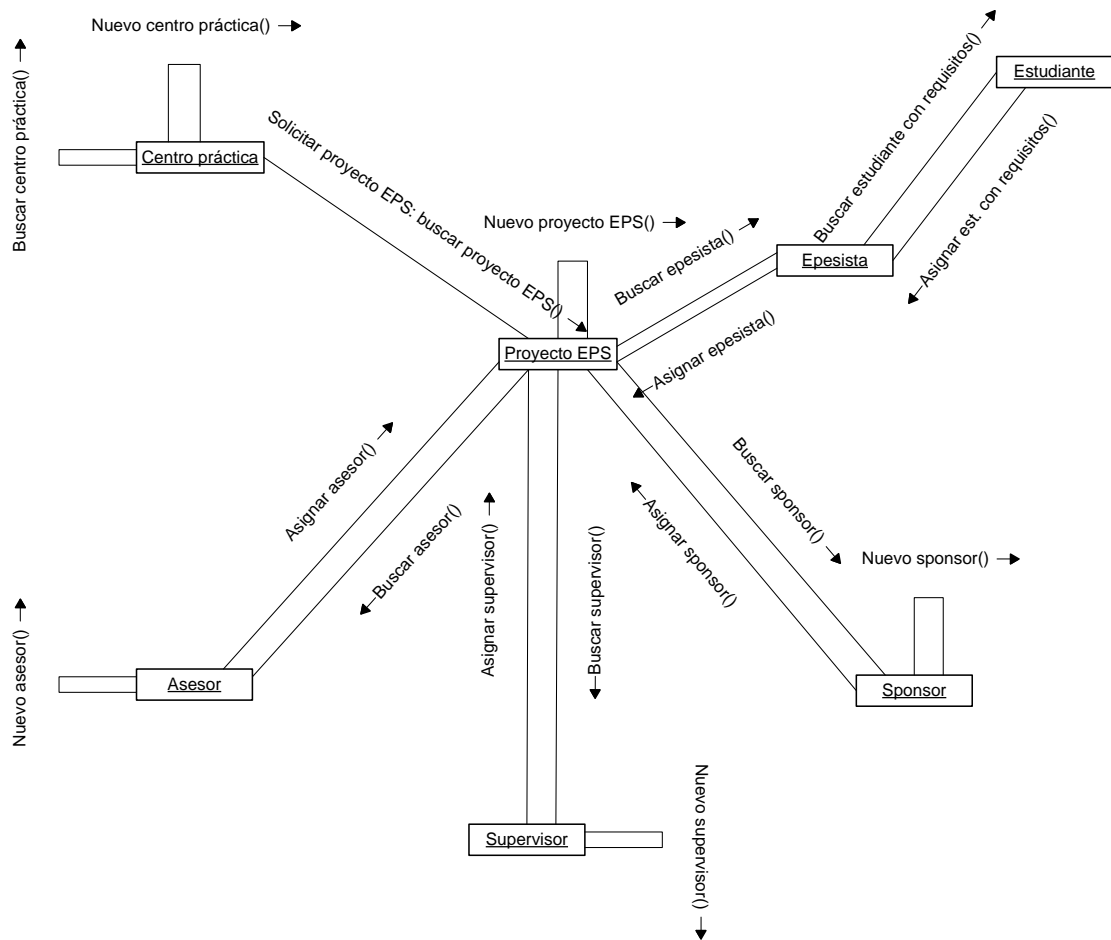 Nuevo centro práctica()
Buscar centro práctica()
Centro práctica
Solicitar proyecto EPS: buscar proyecto EPS()
Estudiante
Buscar estudiante con requisitos()
Asignar est. con requisitos()
Nuevo proyecto EPS()
Buscar epesista()
Epesista
Asignar epesista()
Proyecto EPS
Asignar asesor()
Buscar asesor()
Asignar supervisor()
Buscar supervisor()
Asignar sponsor()
Buscar sponsor()
Nuevo sponsor()
Nuevo asesor()
Asesor
Sponsor
Supervisor
Nuevo supervisor()